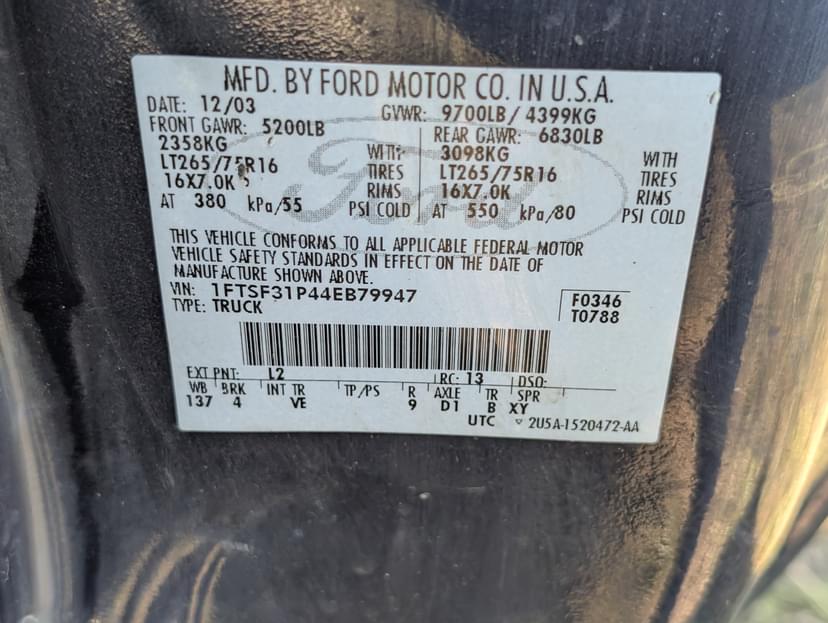 MFD. BY FORD MOTOR CO. IN U.S.A.
DATE: 12/03 GVWR: 9700LB/ 4399KG
FRONT GAWR: 5200LB REAR GAWR: 6830LB
2358KG WITH 3098KG WITH
LT265/75R16 TIRES LT265/75R16 TIRES
16X7.0K RIMS 16X7.0K RIMS
AT 380 kPa/55 PSI COLD AT 550 kPa/80 PSI COLD
Ford
THIS VEHICLE CONFORMS TO ALL APPLICABLE FEDERAL MOTOR
VEHICLE SAFETY STANDARDS IN EFFECT ON THE DATE OF
MANUFACTURE SHOWN ABOVE.
VIN: 1FTSF31P44EB79947 F0346
TYPE: TRUCK T0788
EXT PNT: L2 RC: 13 DSO:
WB BRK INT TR TP/PS R AXLE TR SPR
137 4 VE 9 D1 B XY
UTC ▿ 2U5A-1520472-AA